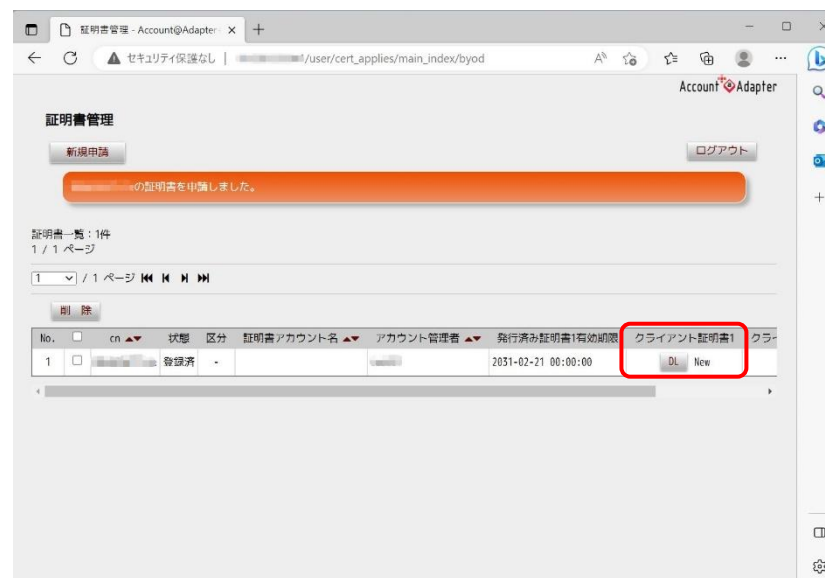 証明書管理 - Account@Adapter
セキュリティ保護なし | /user/cert_applies/main_index/byod
Account@Adapter
証明書管理
新規申請
ログアウト
の証明書を申請しました。
証明書一覧：1件
1 / 1 ページ
1 / 1 ページ
削 除
No. cn ▲▼ 状態 区分 証明書アカウント名 ▲▼ アカウント管理者 ▲▼ 発行済み証明書1有効期限 クライアント証明書1 クライ
1 登録済 - 2031-02-21 00:00:00 DL New